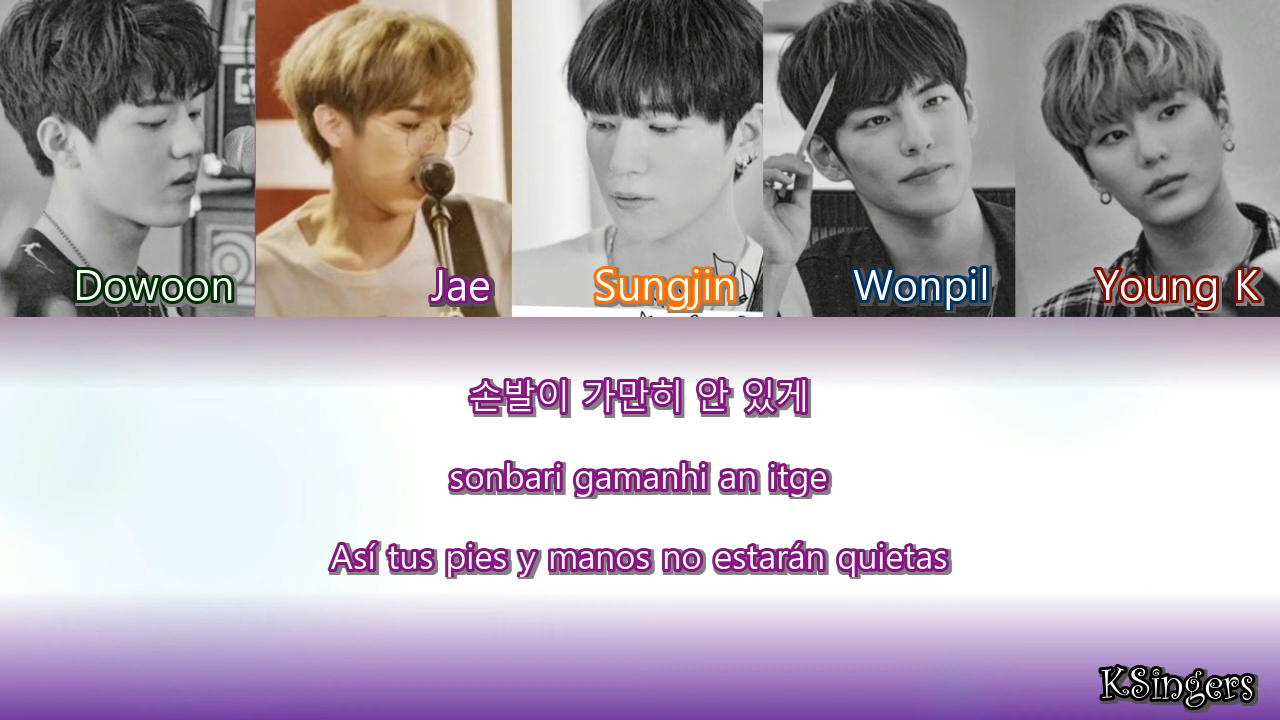 Dowoon
Jae
Sungjin
Wonpil
Young K
손발이 가만히 안 있게
sonbari gamanhi an itge
Así tus pies y manos no estarán quietas
KSingers